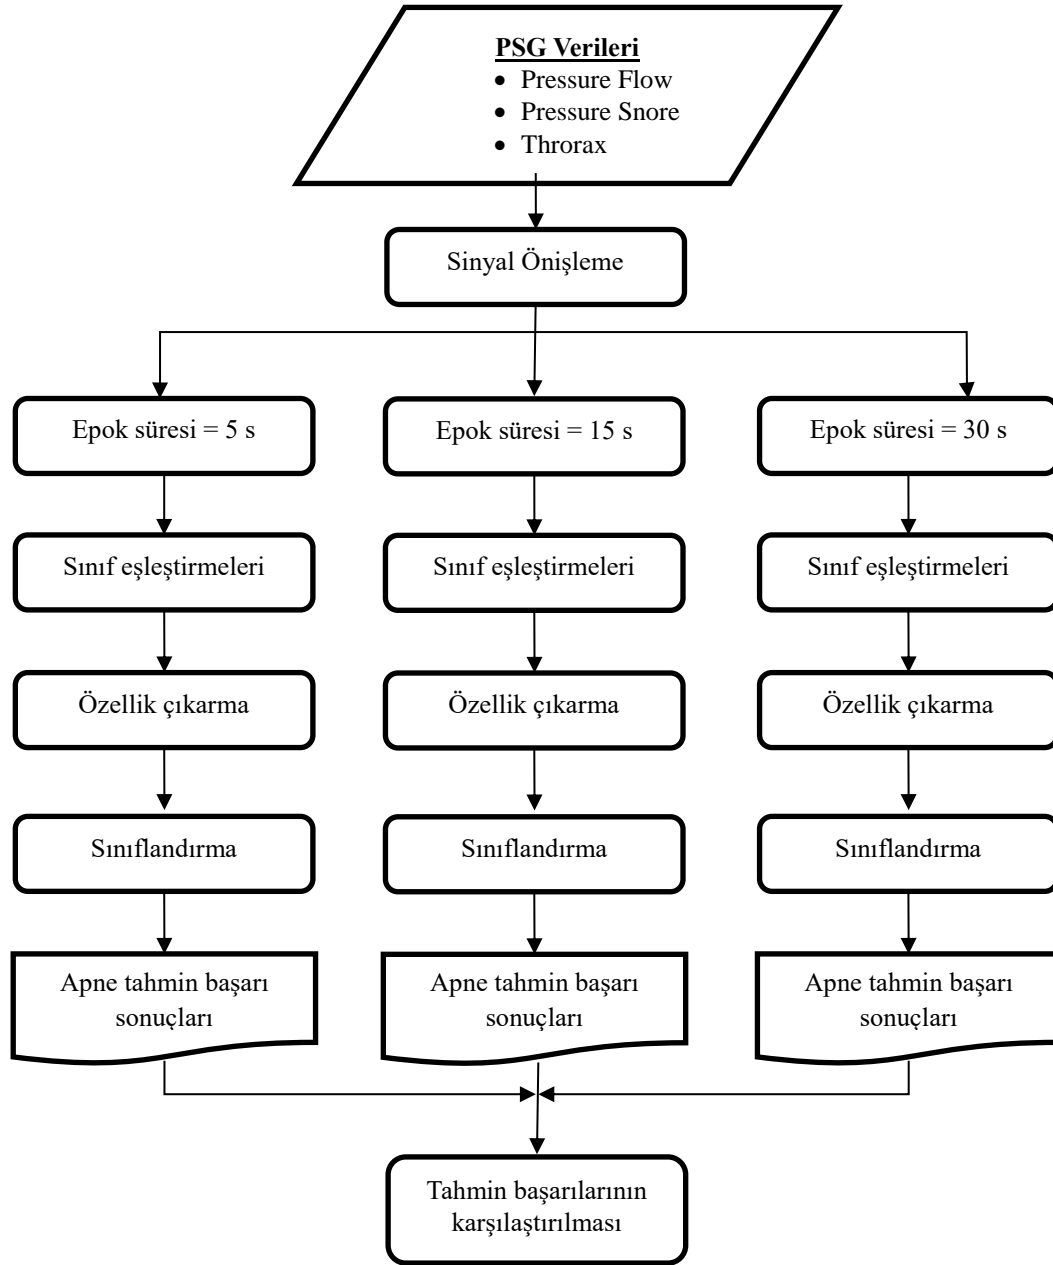 PSG Verileri
• Pressure Flow
• Pressure Snore
• Throrax
Sinyal Önişleme
Epok süresi = 5 s
Epok süresi = 15 s
Epok süresi = 30 s
Sınıf eşleştirmeleri
Sınıf eşleştirmeleri
Sınıf eşleştirmeleri
Özellik çıkarma
Özellik çıkarma
Özellik çıkarma
Sınıflandırma
Sınıflandırma
Sınıflandırma
Apne tahmin başarı
sonuçları
Apne tahmin başarı
sonuçları
Apne tahmin başarı
sonuçları
Tahmin başarılarının
karşılaştırılması